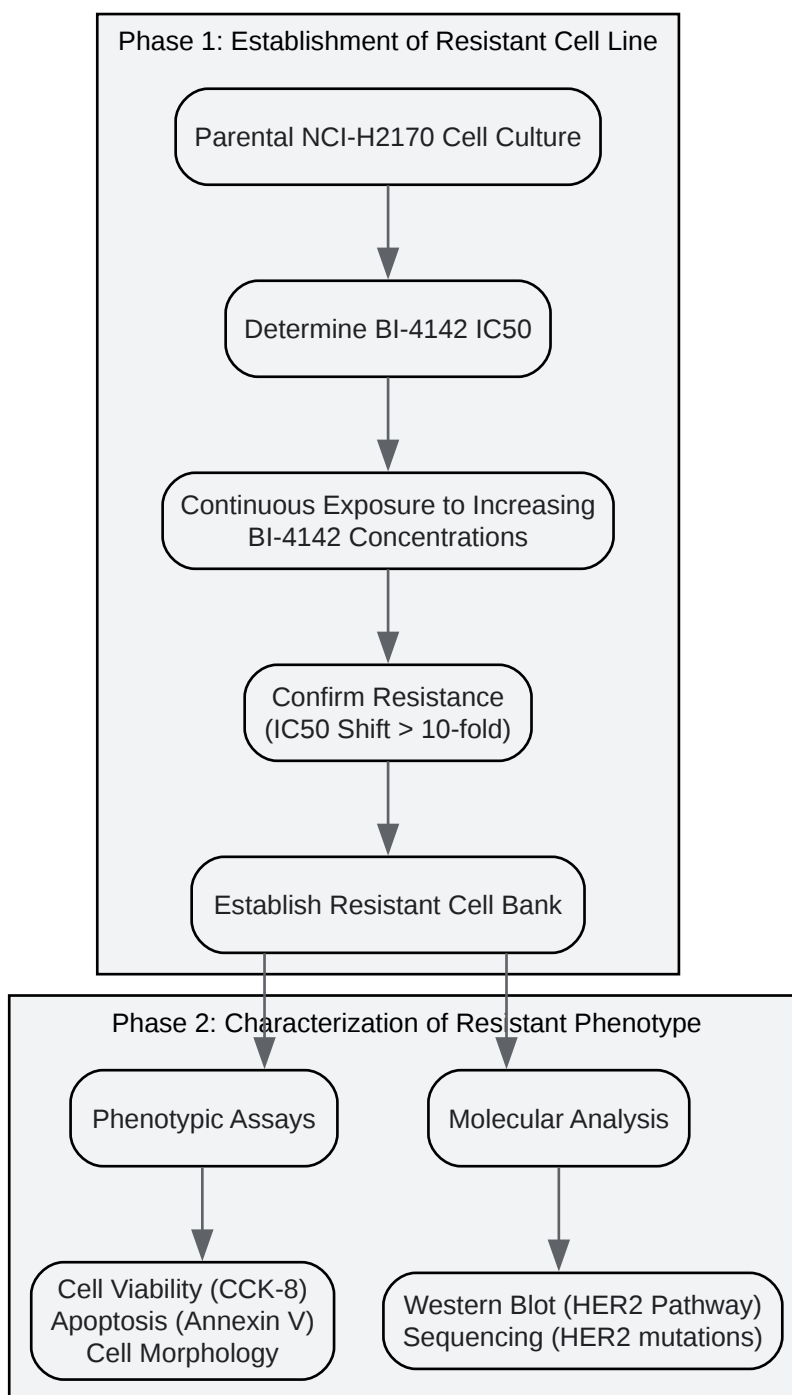 Phase 1: Establishment of Resistant Cell Line
Parental NCI-H2170 Cell Culture
Determine BI-4142 IC50
Continuous Exposure to Increasing
BI-4142 Concentrations
Confirm Resistance
(IC50 Shift > 10-fold)
Establish Resistant Cell Bank
Phase 2: Characterization of Resistant Phenotype
Phenotypic Assays
Molecular Analysis
Cell Viability (CCK-8)
Apoptosis (Annexin V)
Cell Morphology
Western Blot (HER2 Pathway)
Sequencing (HER2 mutations)